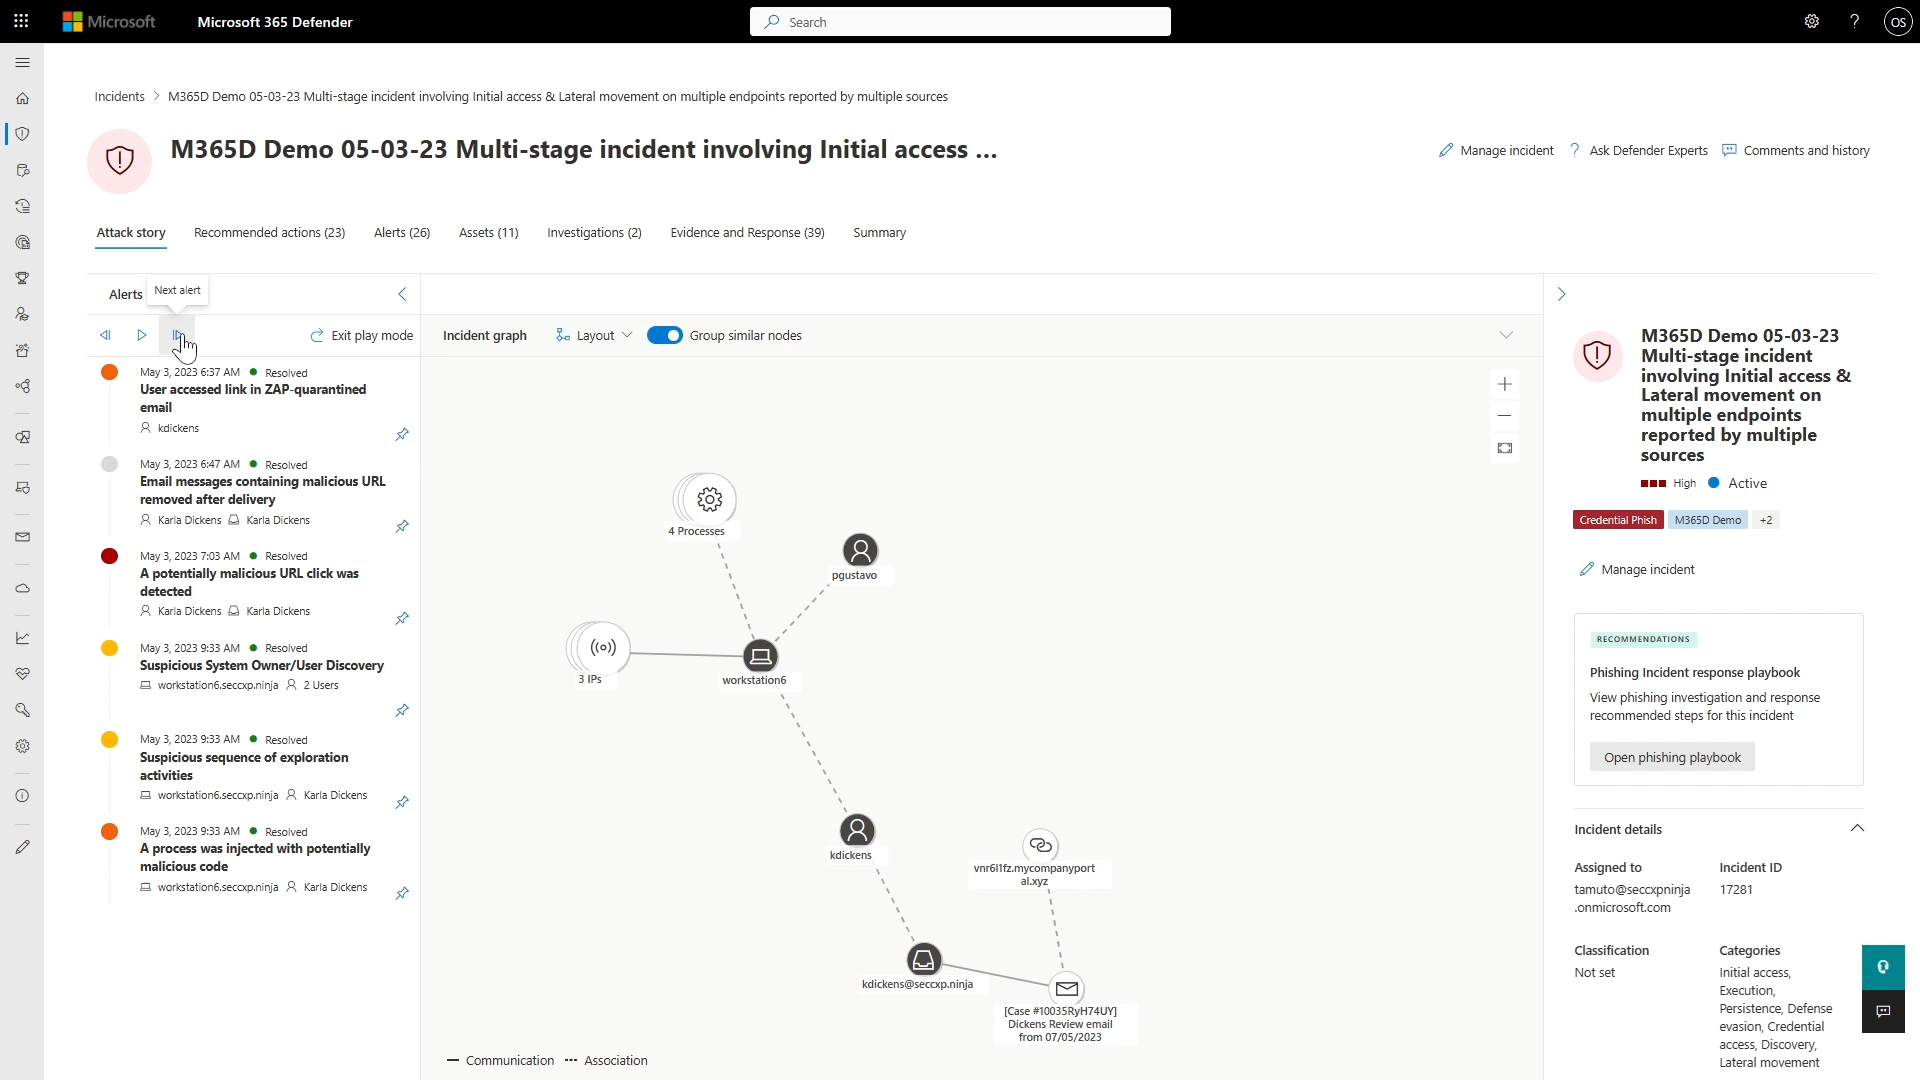 Microsoft
Microsoft 365 Defender
Search
OS
Incidents > M365D Demo 05-03-23 Multi-stage incident involving Initial access & Lateral movement on multiple endpoints reported by multiple sources
M365D Demo 05-03-23 Multi-stage incident involving Initial access ...
Manage incident
? Ask Defender Experts
Comments and history
Attack story
Recommended actions (23)
Alerts (26)
Assets (11)
Investigations (2)
Evidence and Response (39)
Summary
Alerts
Next alert
Exit play mode
May 3, 2023 6:37 AM Resolved
User accessed link in ZAP-quarantined
email
kdickens
May 3, 2023 6:47 AM Resolved
Email messages containing malicious URL
removed after delivery
Karla Dickens Karla Dickens
May 3, 2023 7:03 AM Resolved
A potentially malicious URL click was
detected
Karla Dickens Karla Dickens
May 3, 2023 9:33 AM Resolved
Suspicious System Owner/User Discovery
workstation6.seccxp.ninja 2 Users
May 3, 2023 9:33 AM Resolved
Suspicious sequence of exploration
activities
workstation6.seccxp.ninja Karla Dickens
May 3, 2023 9:33 AM Resolved
A process was injected with potentially
malicious code
workstation6.seccxp.ninja Karla Dickens
Incident graph
Layout
Group similar nodes
4 Processes
pgustavo
3 IPs
workstation6
kdickens
vnr6l1fz.mycompanyport
al.xyz
kdickens@seccxp.ninja
[Case #10035RyH74UY]
Dickens Review email
from 07/05/2023
Communication
Association
M365D Demo 05-03-23
Multi-stage incident
involving Initial access &
Lateral movement on
multiple endpoints
reported by multiple
sources
High Active
Credential Phish
M365D Demo
+2
Manage incident
RECOMMENDATIONS
Phishing Incident response playbook
View phishing investigation and response
recommended steps for this incident
Open phishing playbook
Incident details
Assigned to
tamuto@seccxpninja
.onmicrosoft.com
Incident ID
17281
Classification
Not set
Categories
Initial access,
Execution,
Persistence, Defense
evasion, Credential
access, Discovery,
Lateral movement